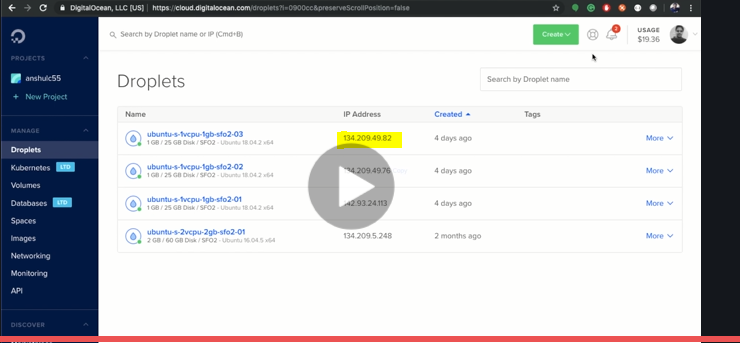 DigitalOcean, LLC [US] | https://cloud.digitalocean.com/droplets?i=0900cc&preserveScrollPosition=false
Search by Droplet name or IP (Cmd+B)
Create
2
USAGE
$19.36
PROJECTS
anshulc55
+ New Project
MANAGE
Droplets
Kubernetes LTD
Volumes
Databases LTD
Spaces
Images
Networking
Monitoring
API
DISCOVER
Droplets
Search by Droplet name
Name IP Address Created Tags
ubuntu-s-1vcpu-1gb-sfo2-03 134.209.49.82 4 days ago More
1 GB / 25 GB Disk / SFO2 - Ubuntu 18.04.2 x64
ubuntu-s-1vcpu-1gb-sfo2-02 134.209.49.76 4 days ago More
1 GB / 25 GB Disk / SFO2 - Ubuntu 18.04.2 x64
ubuntu-s-1vcpu-1gb-sfo2-01 142.93.24.113 4 days ago More
1 GB / 25 GB Disk / SFO2 - Ubuntu 18.04.2 x64
ubuntu-s-2vcpu-2gb-sfo2-01 134.209.5.248 2 months ago More
2 GB / 60 GB Disk / SFO2 - Ubuntu 16.04.5 x64